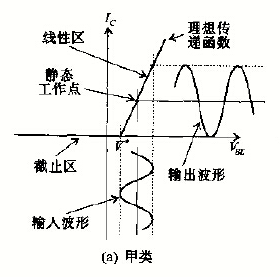 I_C
理想传
递函数
线性区
静态
工作点
截止区
V*
V_BE
输人波形
输出波形
(a) 甲类